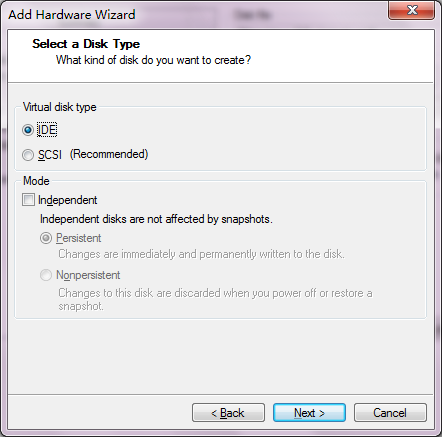 Add Hardware Wizard
Select a Disk Type
What kind of disk do you want to create?
Virtual disk type
IDE
SCSI (Recommended)
Mode
Independent
Independent disks are not affected by snapshots.
Persistent
Changes are immediately and permanently written to the disk.
Nonpersistent
Changes to this disk are discarded when you power off or restore a
snapshot.
< Back
Next >
Cancel